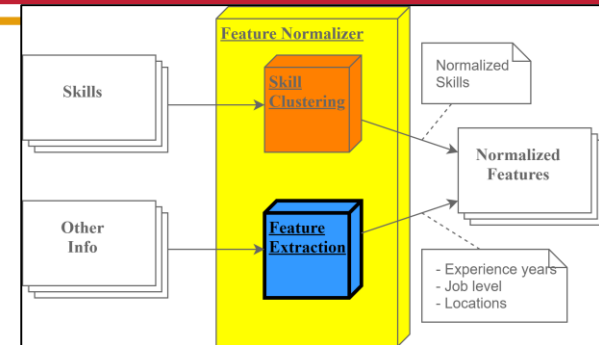 Feature Normalizer
Skills
Skill
Clustering
Normalized
Skills
Normalized
Features
Other
Info
Feature
Extraction
- Experience years
- Job level
- Locations